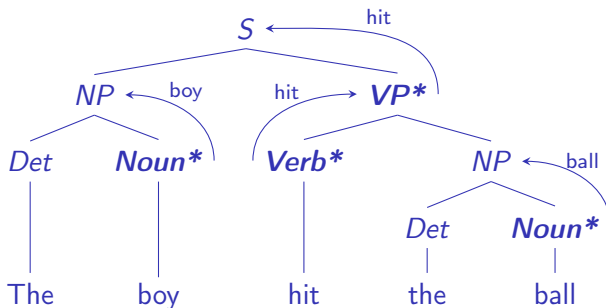 hit
S
boy hit
NP VP*
ball
Det Noun* Verb* NP
Det Noun*
The boy hit the ball